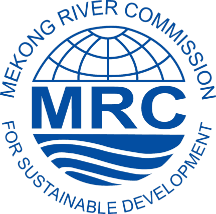 MEKONG RIVER COMMISSION
MRC
FOR SUSTAINABLE DEVELOPMENT